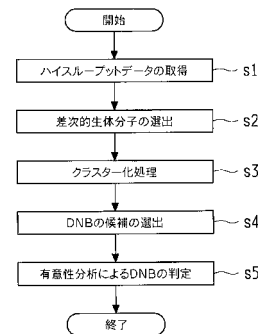 開始
ハイスループットデータの取得 s1
差次的生体分子の選出 s2
クラスター化処理 s3
DNBの候補の選出 s4
有意性分析によるDNBの判定 s5
終了